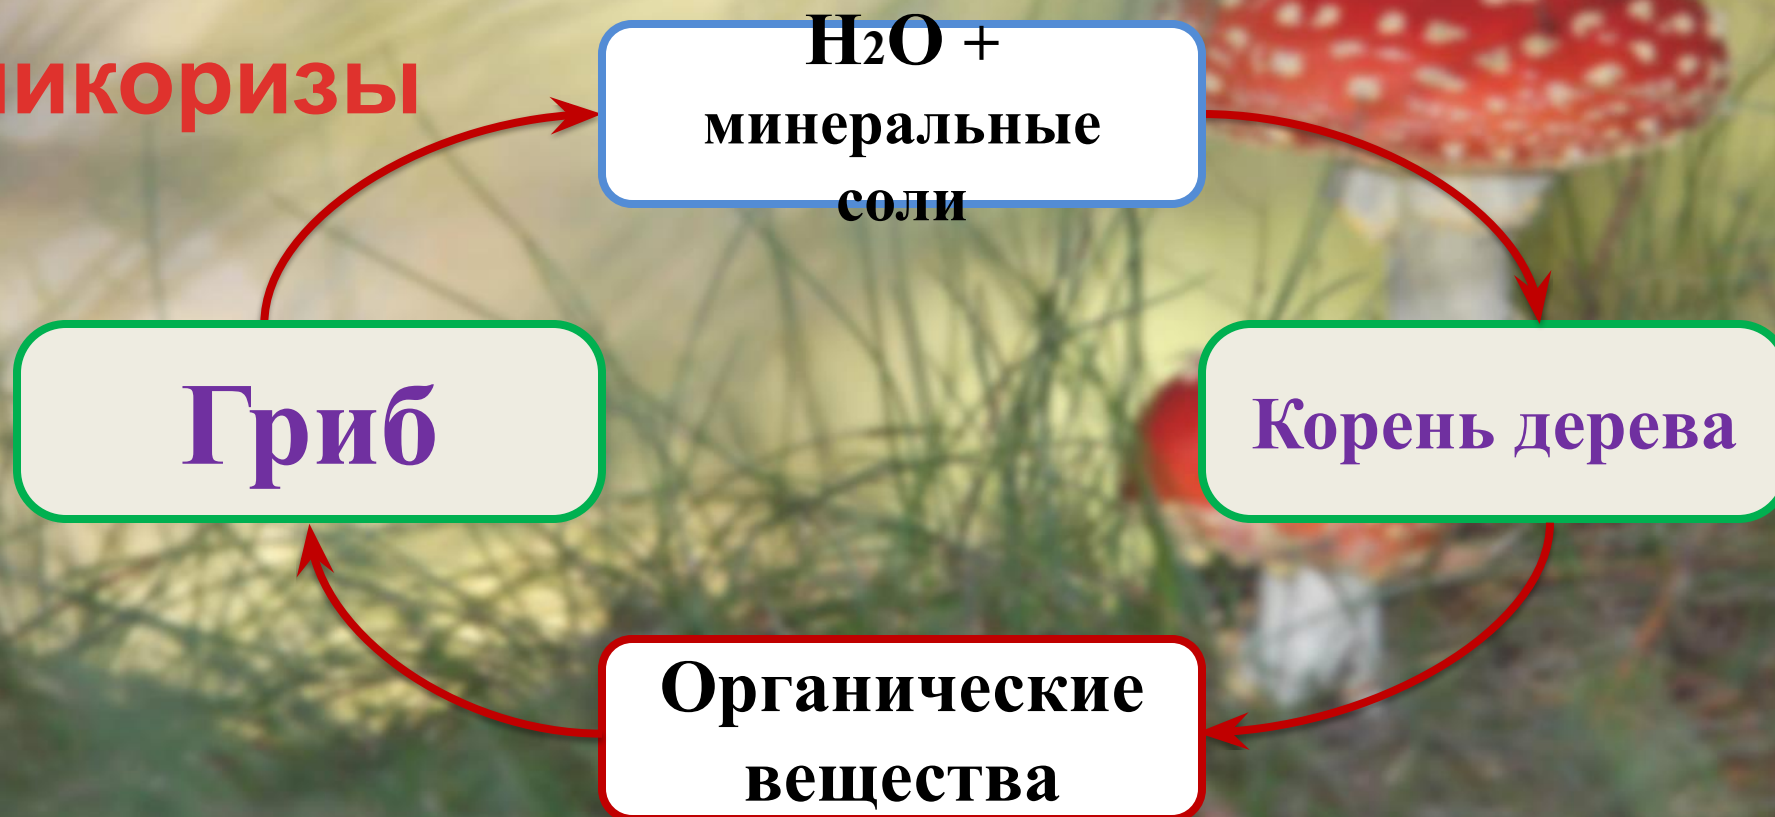 H2O +
икоризы
минеральные
соли
Гриб
Корень дерева
Органические
вещества